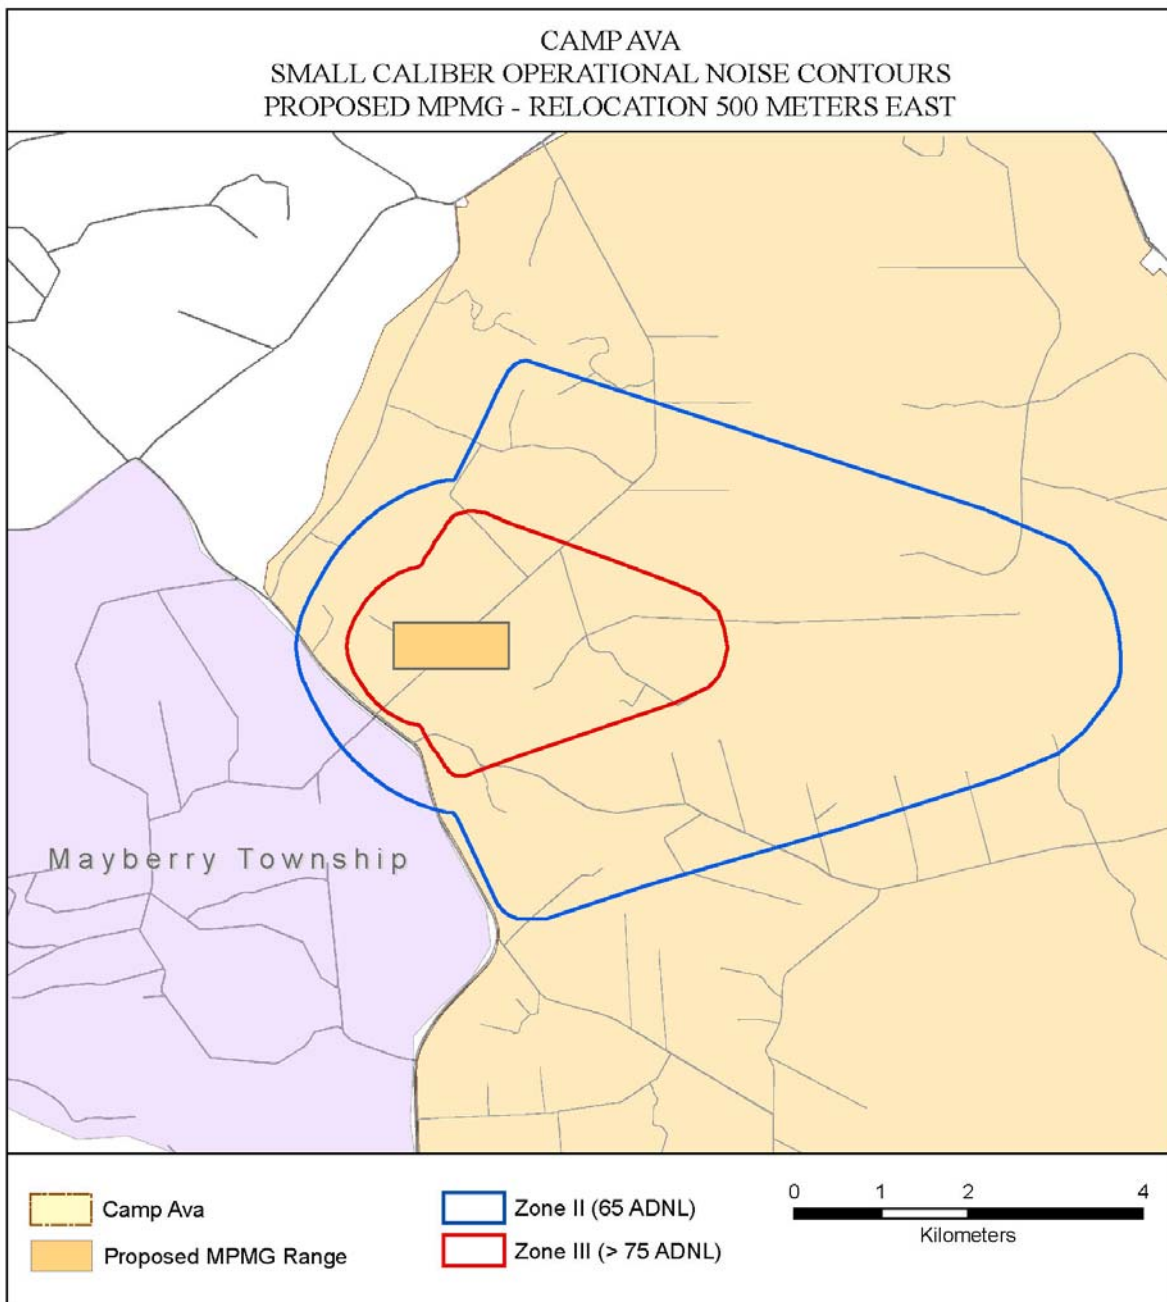 CAMP AVA
SMALL CALIBER OPERATIONAL NOISE CONTOURS
PROPOSED MPMG - RELOCATION 500 METERS EAST
Mayberry Township
Camp Ava
Proposed MPMG Range
Zone II (65 ADNL)
Zone III (> 75 ADNL)
0 1 2 4
Kilometers